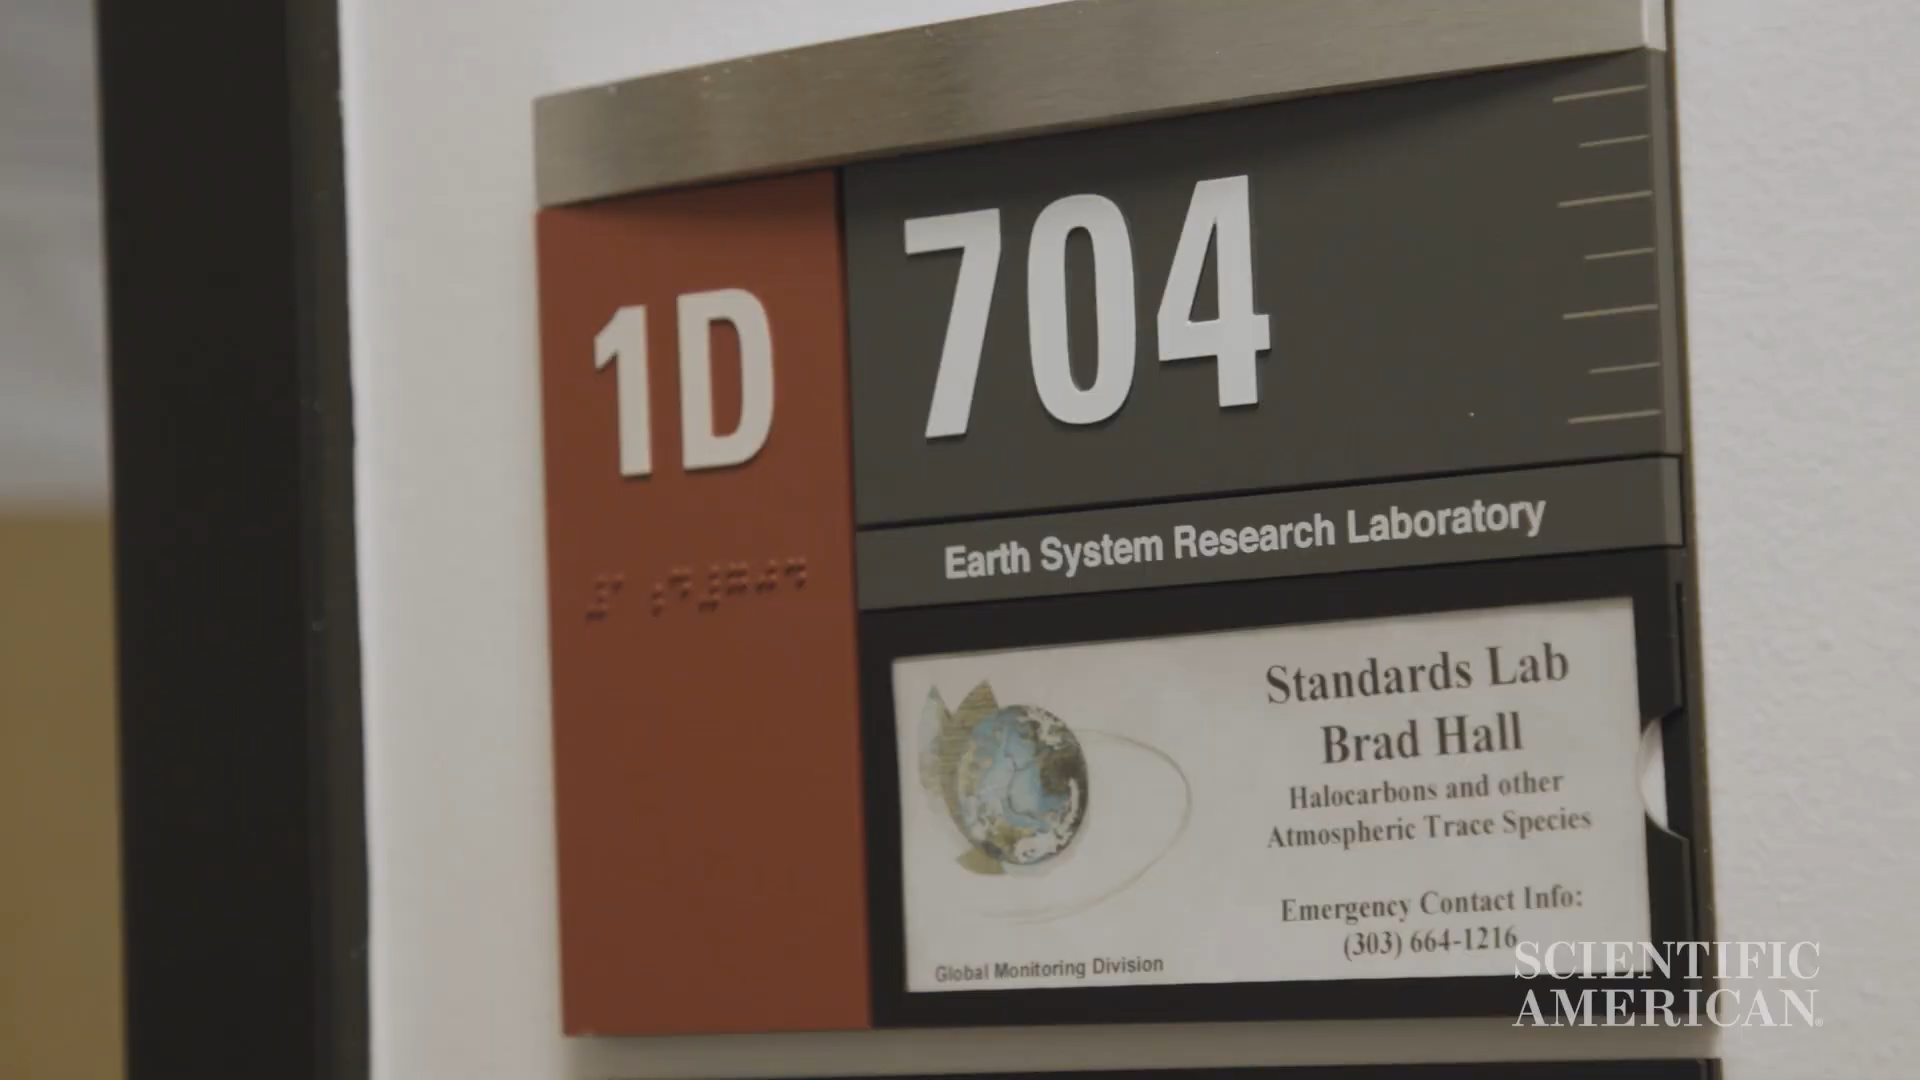 1D
704
Earth System Research Laboratory
Standards Lab
Brad Hall
Halocarbons and other
Atmospheric Trace Species
Emergency Contact Info:
(303) 664-1216
Global Monitoring Division
SCIENTIFIC
AMERICAN